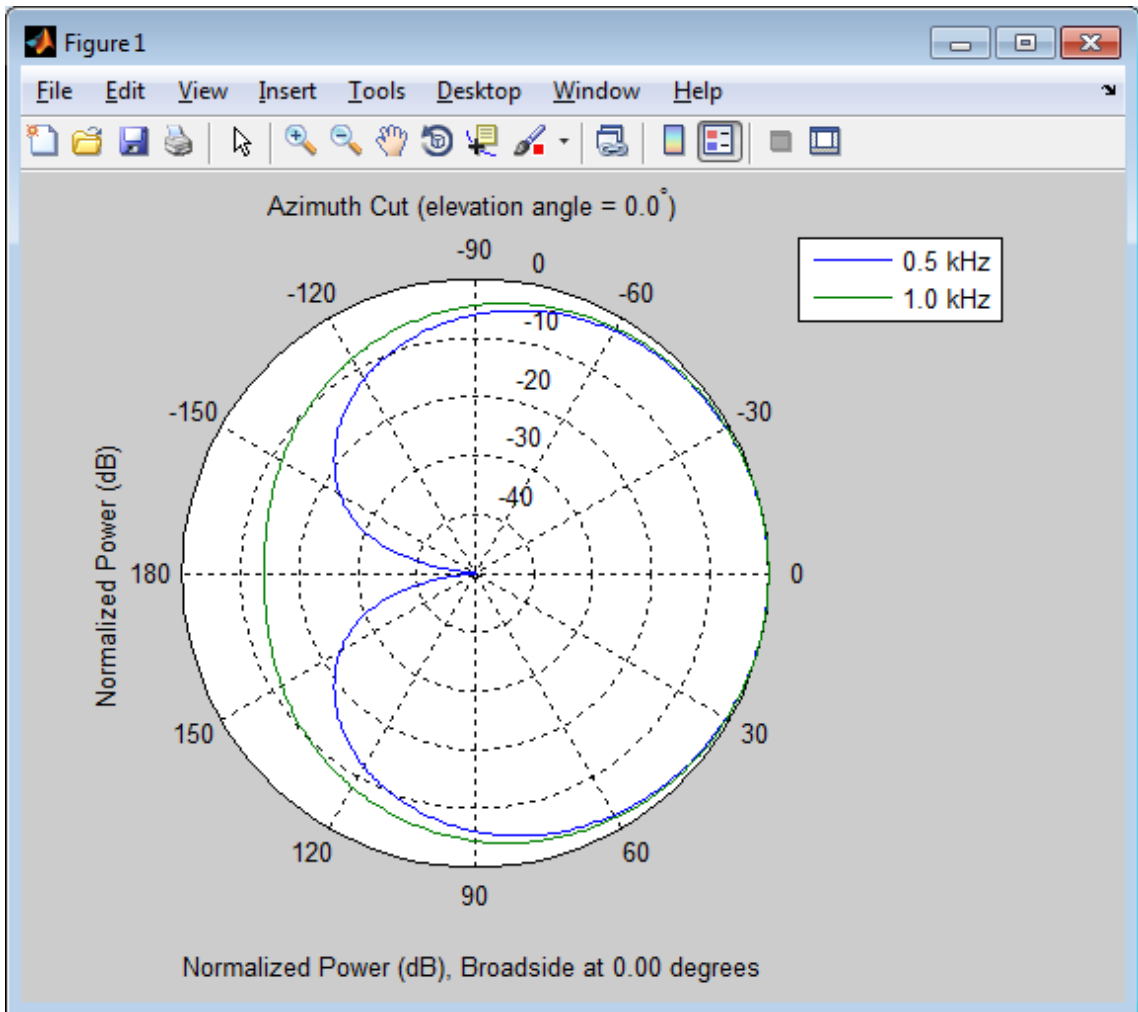 Figure 1
File Edit View Insert Tools Desktop Window Help
Azimuth Cut (elevation angle = 0.0°)
0.5 kHz
1.0 kHz
-90
0
-120
-60
-10
-20
-150
-30
-30
-40
Normalized Power (dB)
180
0
150
30
120
60
90
Normalized Power (dB), Broadside at 0.00 degrees